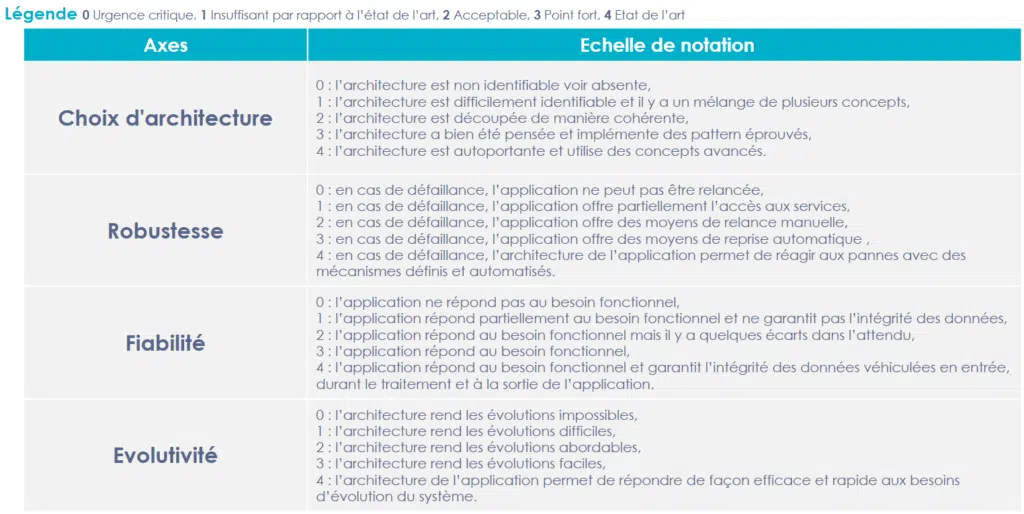 Légende 0 Urgence critique, 1 Insuffisant par rapport à l’état de l’art, 2 Acceptable, 3 Point fort, 4 Etat de l’art
Axes
Echelle de notation
Choix d'architecture
0 : l’architecture est non identifiable voir absente,
1 : l’architecture est difficilement identifiable et il y a un mélange de plusieurs concepts,
2 : l’architecture est découpée de manière cohérente,
3 : l’architecture a bien été pensée et implémente des pattern éprouvés,
4 : l’architecture est autoportante et utilise des concepts avancés.
Robustesse
0 : en cas de défaillance, l’application ne peut pas être relancée,
1 : en cas de défaillance, l’application offre partiellement l’accès aux services,
2 : en cas de défaillance, l’application offre des moyens de relance manuelle,
3 : en cas de défaillance, l’application offre des moyens de reprise automatique ,
4 : en cas de défaillance, l’architecture de l’application permet de réagir aux pannes avec des
mécanismes définis et automatisés.
Fiabilité
0 : l’application ne répond pas au besoin fonctionnel,
1 : l’application répond partiellement au besoin fonctionnel et ne garantit pas l’intégrité des données,
2 : l’application répond au besoin fonctionnel mais il y a quelques écarts dans l’attendu,
3 : l’application répond au besoin fonctionnel,
4 : l’application répond au besoin fonctionnel et garantit l’intégrité des données véhiculées en entrée,
durant le traitement et à la sortie de l’application.
Evolutivité
0 : l’architecture rend les évolutions impossibles,
1 : l’architecture rend les évolutions difficiles,
2 : l’architecture rend les évolutions abordables,
3 : l’architecture rend les évolutions faciles,
4 : l’architecture de l’application permet de répondre de façon efficace et rapide aux besoins
d’évolution du système.